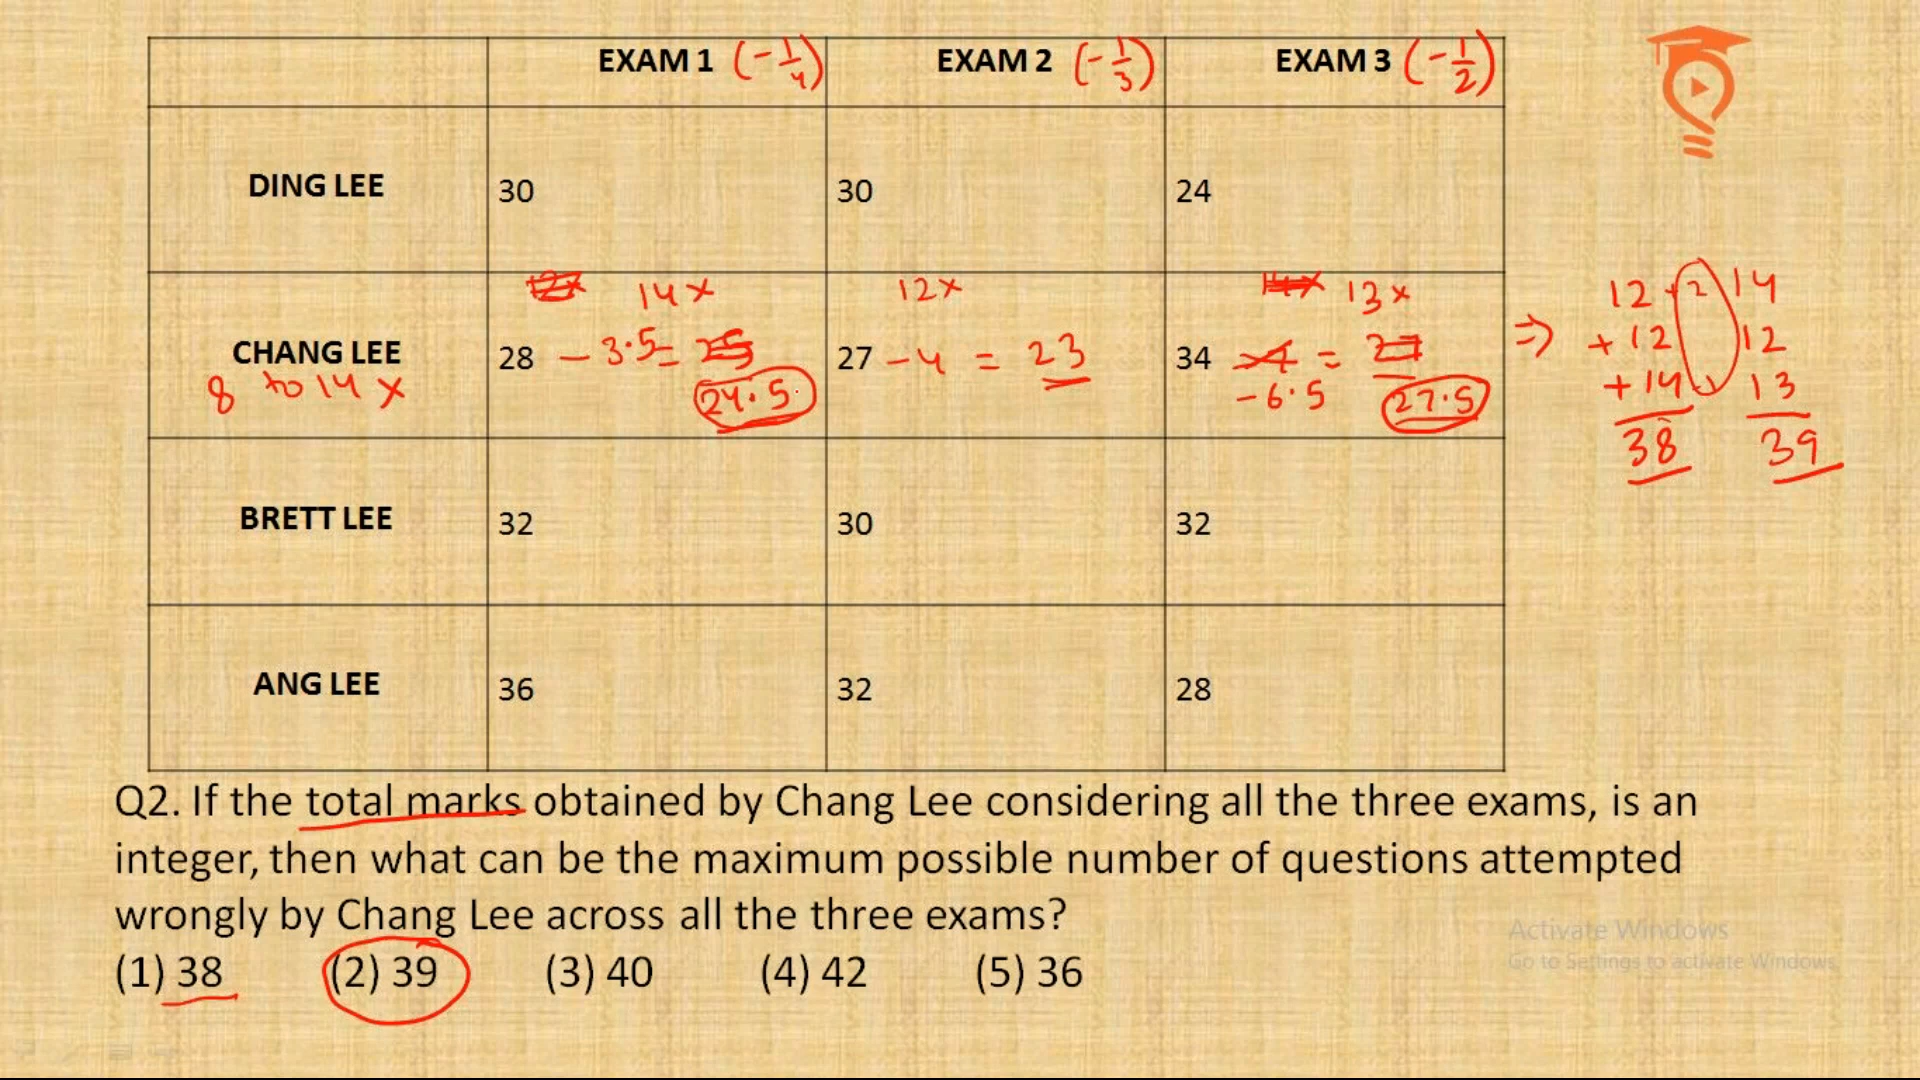 EXAM 1 (-1/4) EXAM 2 (-1/3) EXAM 3 (-1/2)
DING LEE 30 30 24
14x 12x 13x
CHANG LEE 28 - 3.5 = 27 - 4 = 23 34 =
8 to 14 x 24.5 -6.5 27.5
⇒ 12 + 2 14
+ 12 12
+ 14 13
38 39
BRETT LEE 32 30 32
ANG LEE 36 32 28
Q2. If the total marks obtained by Chang Lee considering all the three exams, is an
integer, then what can be the maximum possible number of questions attempted
wrongly by Chang Lee across all the three exams?
(1) 38 (2) 39 (3) 40 (4) 42 (5) 36
Activate Windows
Go to Settings to activate Windows.